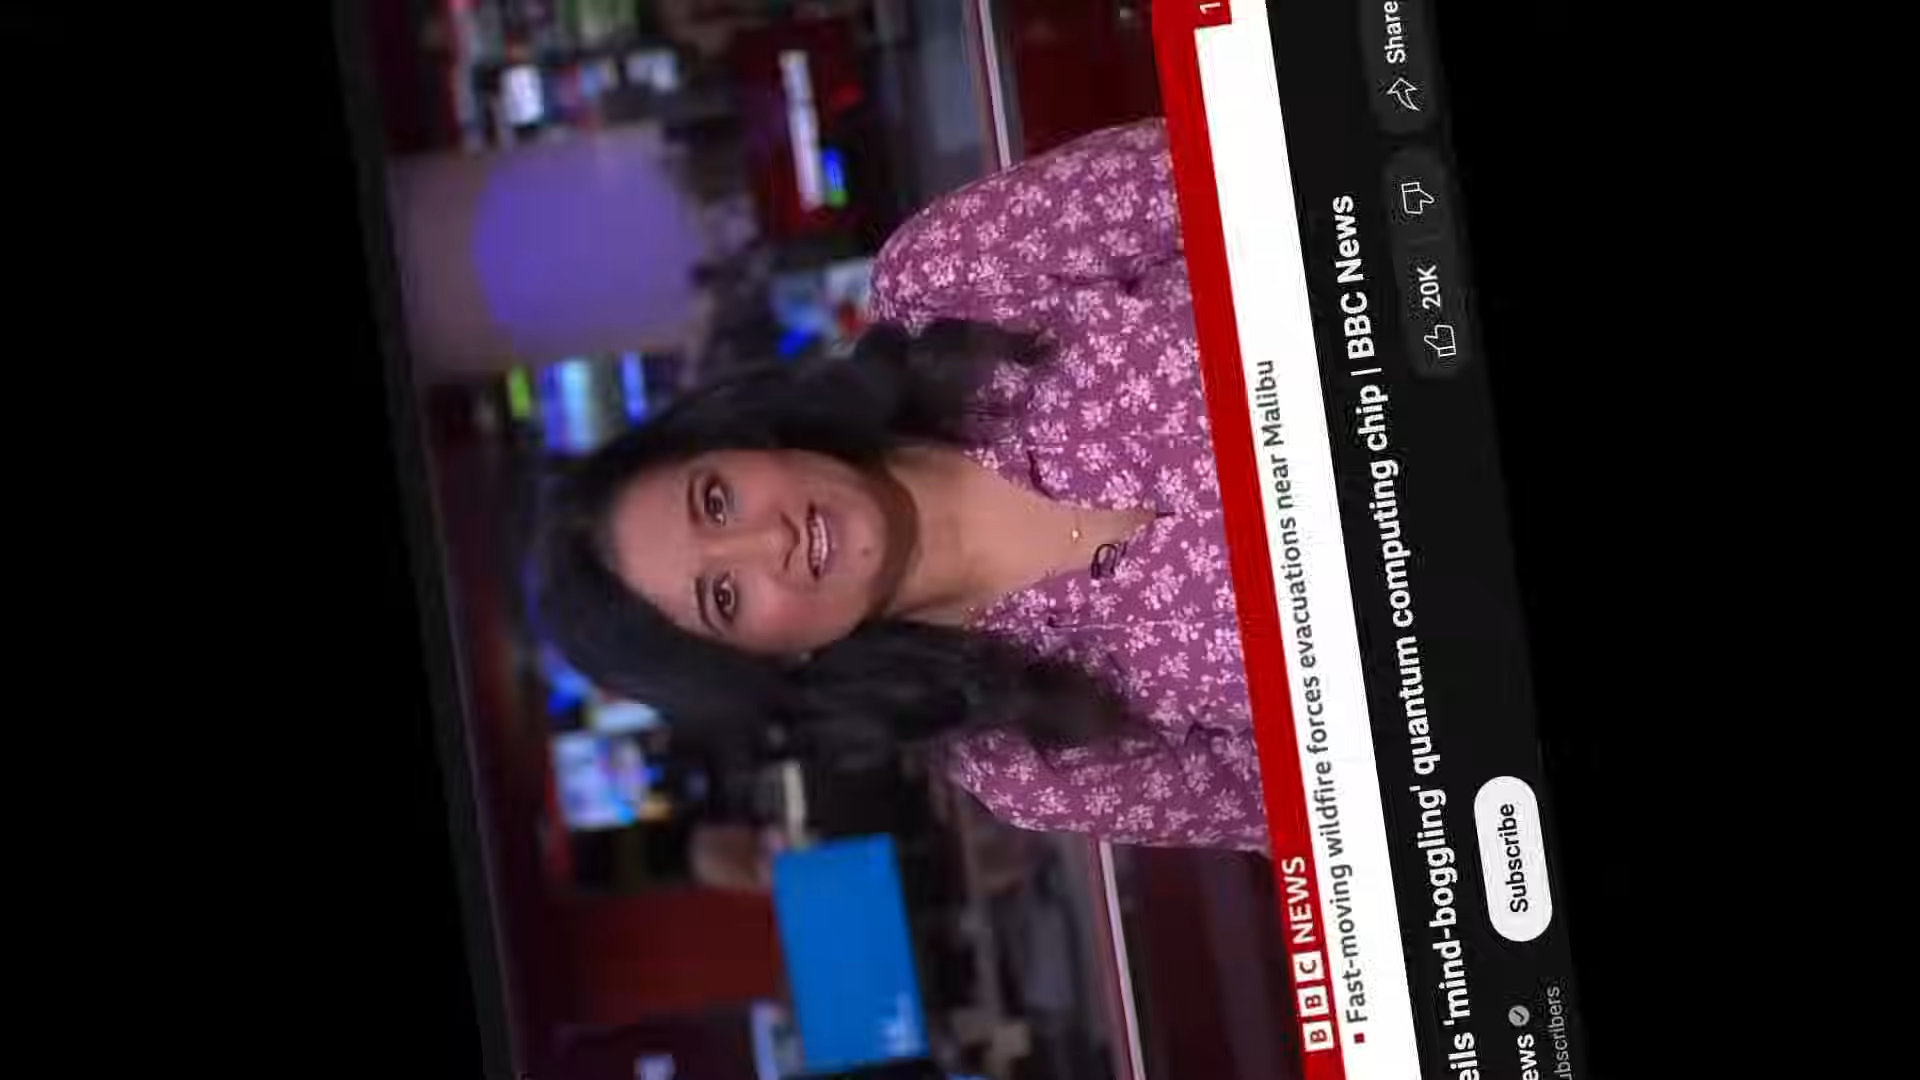 1
BBC NEWS
Fast-moving wildfire forces evacuations near Malibu
eils 'mind-boggling' quantum computing chip | BBC News
ews
ubscribers
Subscribe
20K
Share